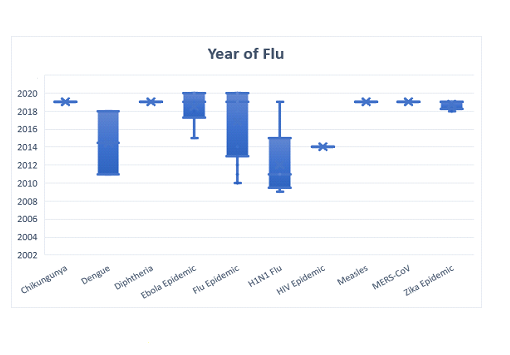 Year of Flu
2020
2018
2016
2014
2012
2010
2008
2006
2004
2002
Chikungunya
Dengue
Diphtheria
Ebola Epidemic
Flu Epidemic
H1N1 Flu
HIV Epidemic
Measles
MERS-CoV
Zika Epidemic